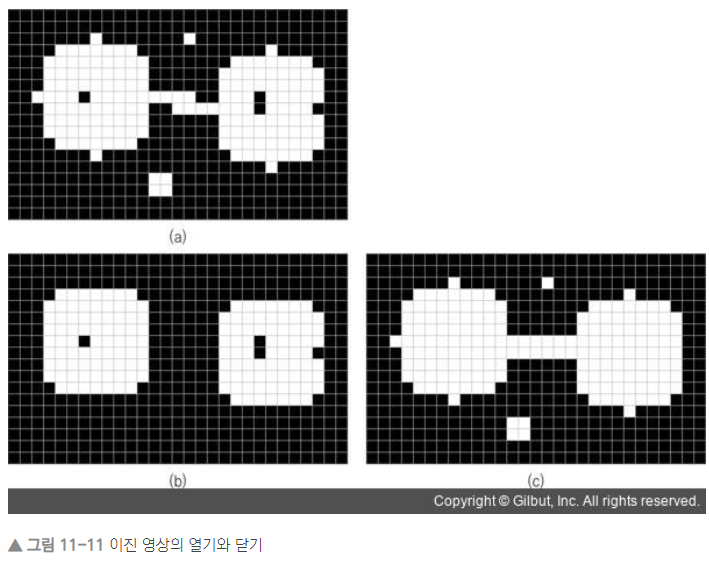 (a)
(b)
(c)
Copyright © Gilbut, Inc. All rights reserved.
▲ 그림 11-11 이진 영상의 열기와 닫기